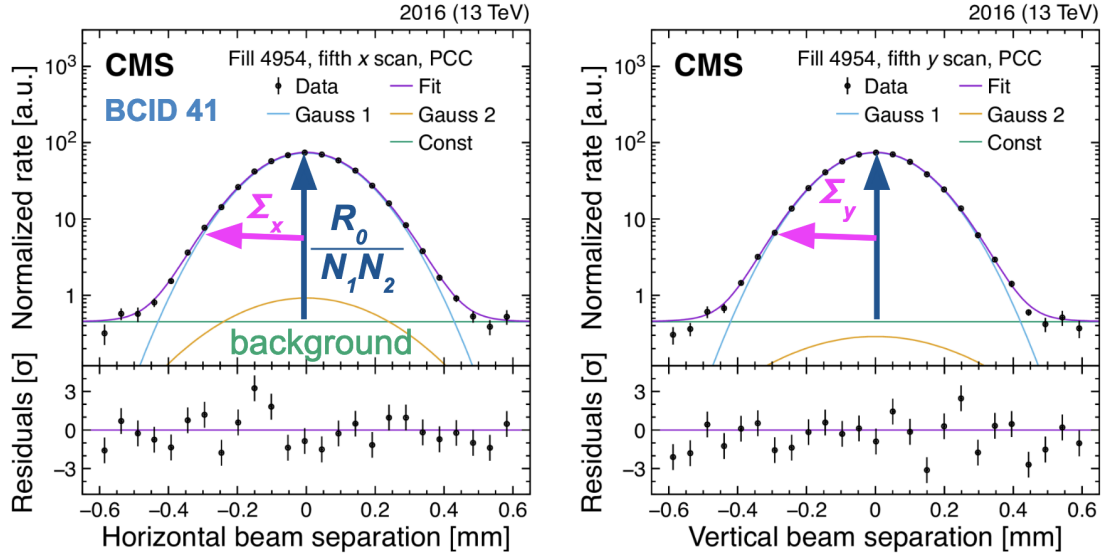 2016 (13 TeV)
CMS
Fill 4954, fifth x scan, PCC
Data
Fit
BCID 41
Gauss 1
Gauss 2
Const
Σx
R0
N1N2
background
Normalized rate [a.u.]
10³
10²
10
1
Residuals [σ]
3
0
−3
−0.6 −0.4 −0.2 0 0.2 0.4 0.6
Horizontal beam separation [mm]
2016 (13 TeV)
CMS
Fill 4954, fifth y scan, PCC
Data
Fit
Gauss 1
Gauss 2
Const
Σy
Normalized rate [a.u.]
10³
10²
10
1
Residuals [σ]
3
0
−3
−0.6 −0.4 −0.2 0 0.2 0.4 0.6
Vertical beam separation [mm]